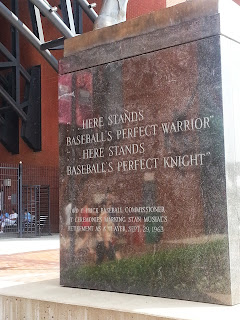 "HERE STANDS
BASEBALL'S PERFECT WARRIOR"
"HERE STANDS
BASEBALL'S PERFECT KNIGHT"
FRICK, BASEBALL COMMISSIONER,
AT CEREMONIES MARKING STAN MUSIAL'S
RETIREMENT AS A PLAYER, SEPT. 29, 1963